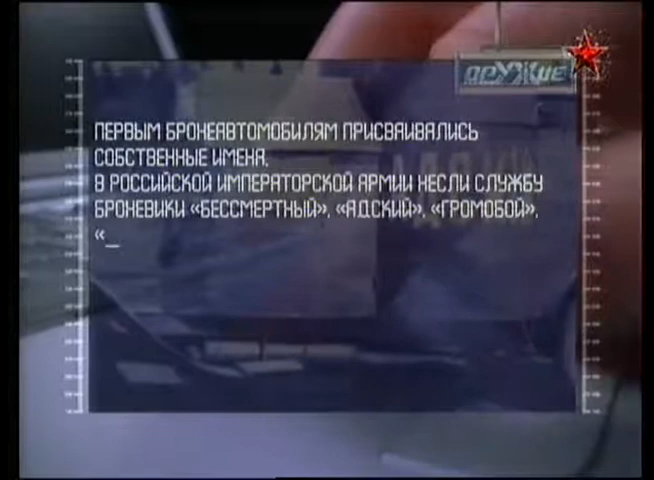 оружие
ПЕРВЫМ БРОНЕАВТОМОБИЛЯМ ПРИСВАИВАЛИСЬ
СОБСТВЕННЫЕ ИМЕНА.
В РОССИЙСКОЙ ИМПЕРАТОРСКОЙ АРМИИ НЕСЛИ СЛУЖБУ
БРОНЕВИКИ «БЕССМЕРТНЫЙ», «АДСКИЙ», «ГРОМОБОЙ»,
«_